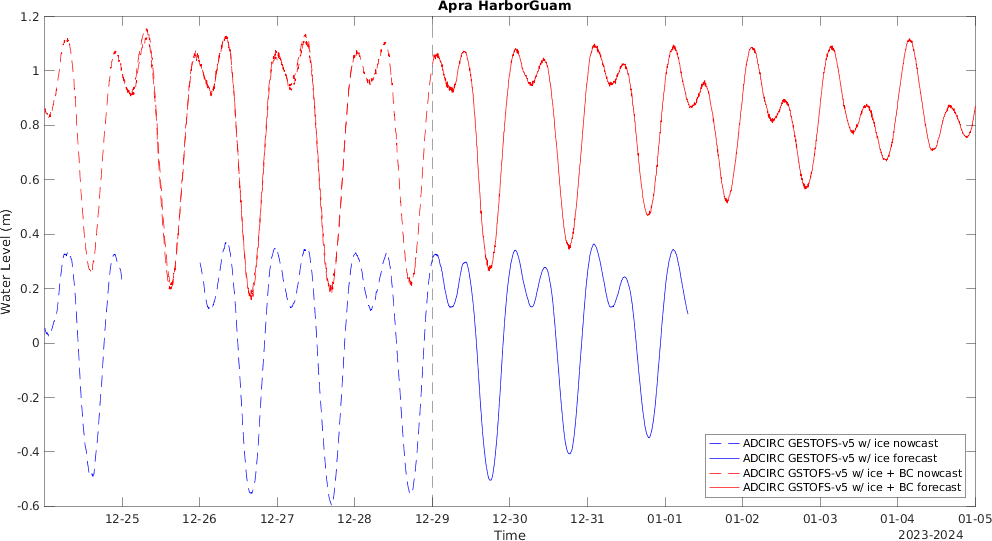 Apra HarborGuam
Water Level (m)
1.2
1
0.8
0.6
0.4
0.2
0
-0.2
-0.4
-0.6
ADCIRC GESTOFS-v5 w/ ice nowcast
ADCIRC GESTOFS-v5 w/ ice forecast
ADCIRC GSTOFS-v5 w/ ice + BC nowcast
ADCIRC GSTOFS-v5 w/ ice + BC forecast
12-25 12-26 12-27 12-28 12-29 12-30 12-31 01-01 01-02 01-03 01-04 01-05
Time
2023-2024